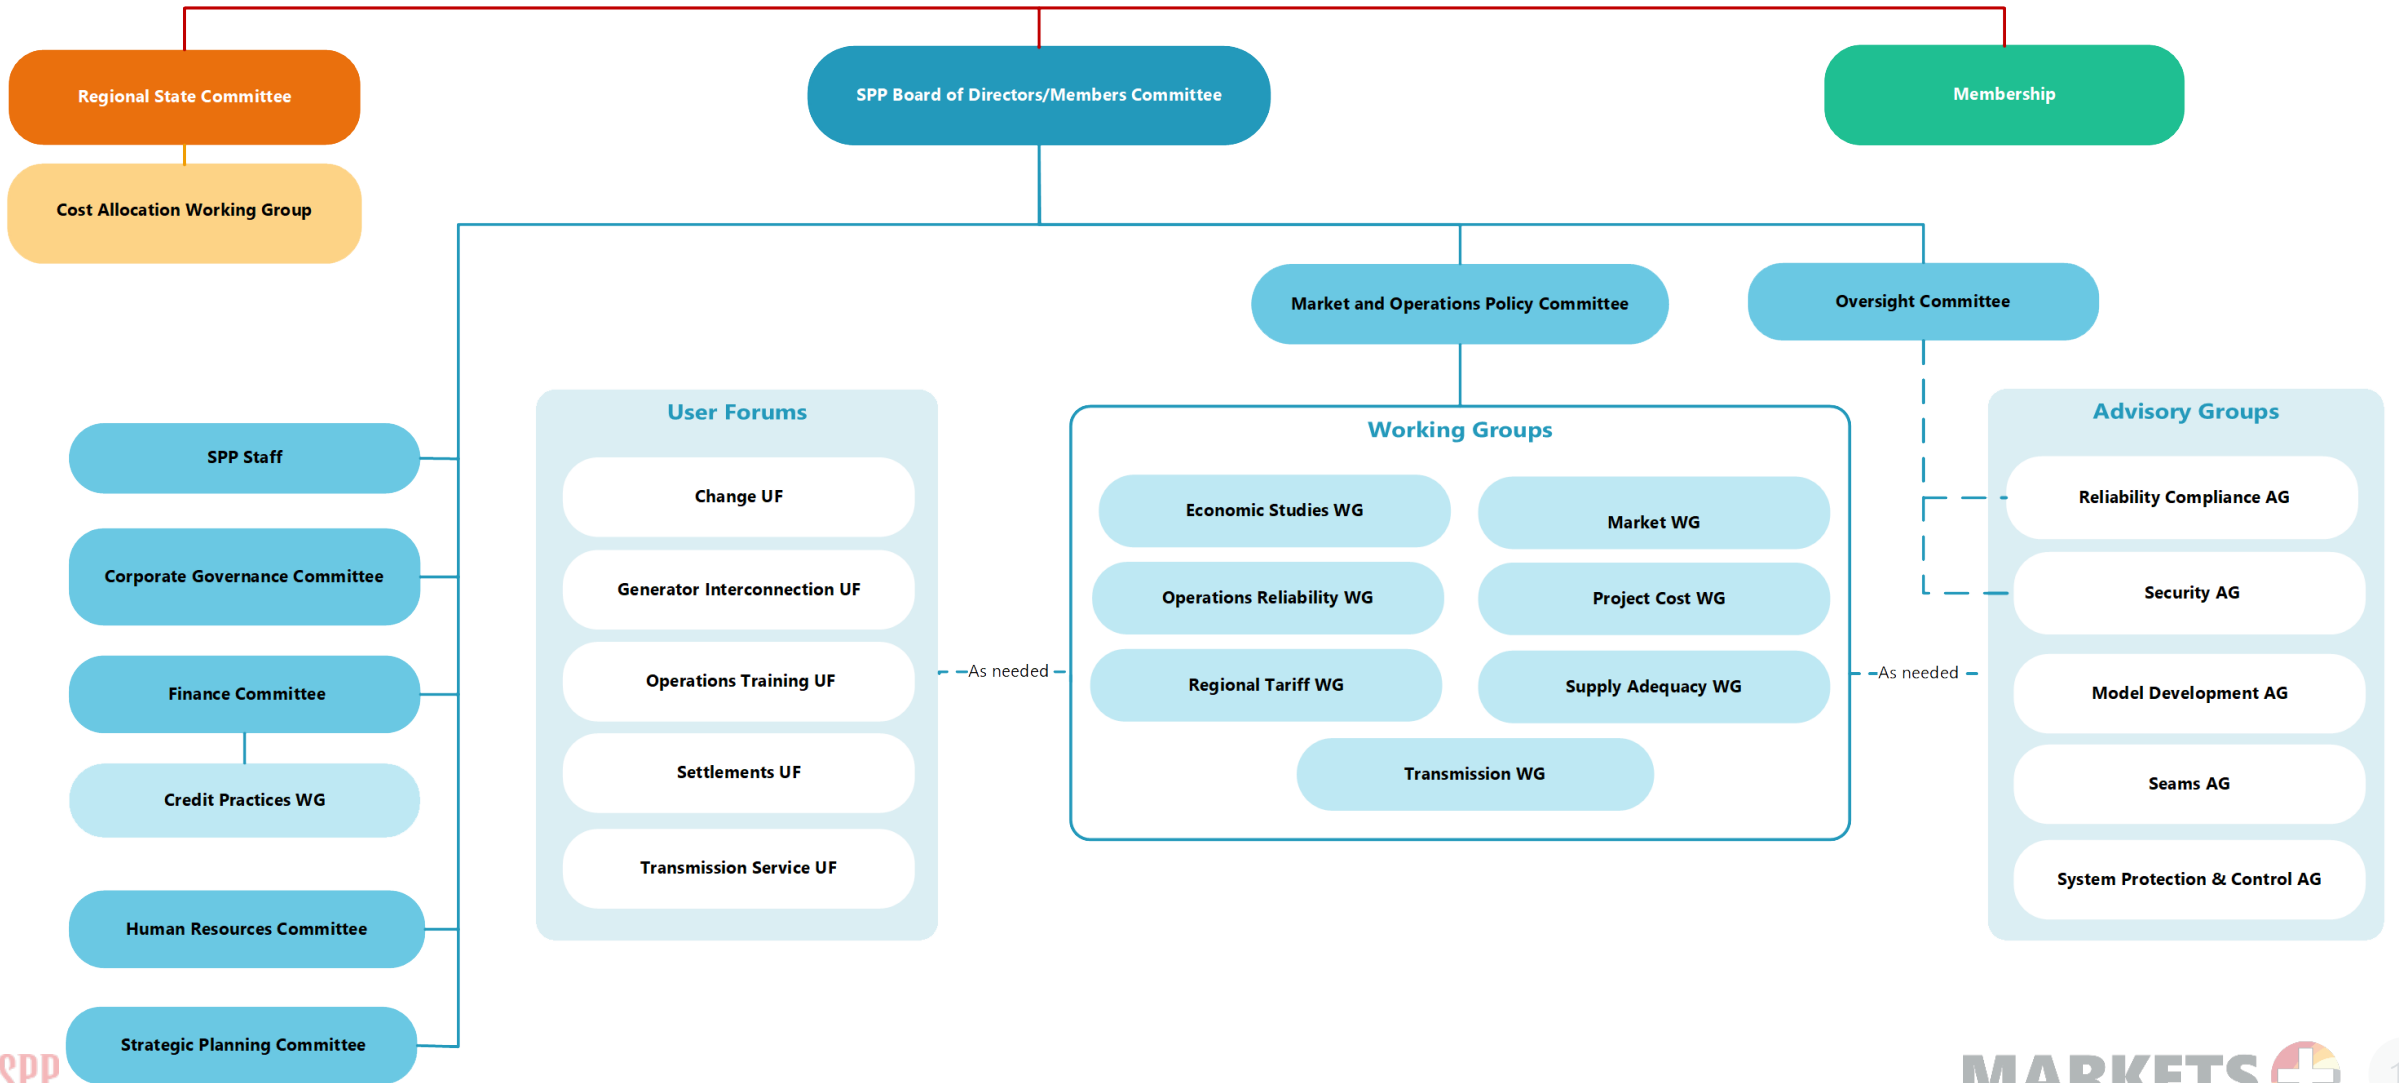 Regional State Committee
SPP Board of Directors/Members Committee
Membership
Cost Allocation Working Group
Market and Operations Policy Committee
Oversight Committee
SPP Staff
Corporate Governance Committee
Finance Committee
Credit Practices WG
Human Resources Committee
Strategic Planning Committee
User Forums
Change UF
Generator Interconnection UF
Operations Training UF
Settlements UF
Transmission Service UF
As needed
Working Groups
Economic Studies WG
Market WG
Operations Reliability WG
Project Cost WG
Regional Tariff WG
Supply Adequacy WG
Transmission WG
As needed
Advisory Groups
Reliability Compliance AG
Security AG
Model Development AG
Seams AG
System Protection & Control AG
SPP
MARKETS